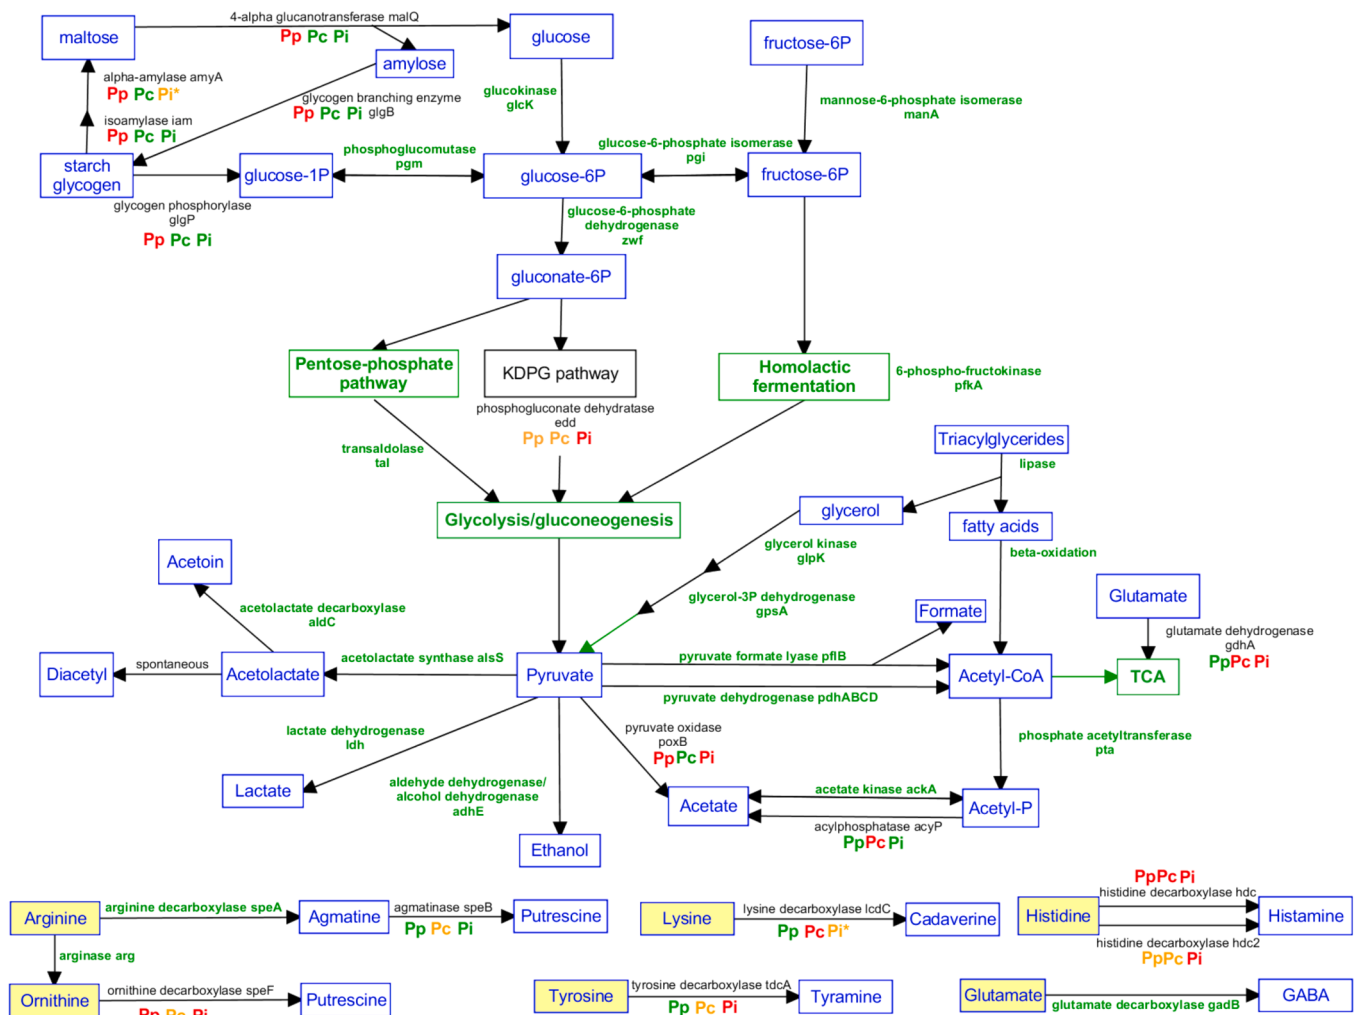 4-alpha glucanotransferase malQ
maltose
Pp Pc Pi
glucose
fructose-6P
amylose
alpha-amylase amyA
Pp Pc Pi*
glycogen branching enzyme
Pp Pc Pi glgB
glucokinase
glcK
mannose-6-phosphate isomerase
manA
isoamylase iam
Pp Pc Pi
starch
glycogen
glucose-1P
phosphoglucomutase
pgm
glucose-6P
glucose-6-phosphate isomerase
pgi
fructose-6P
glycogen phosphorylase
glgP
Pp Pc Pi
glucose-6-phosphate
dehydrogenase
zwf
gluconate-6P
Pentose-phosphate
pathway
KDPG pathway
Homolactic
fermentation
6-phospho-fructokinase
pfkA
phosphogluconate dehydratase
edd
Pp Pc Pi
transaldolase
tal
Triacylglycerides
lipase
Glycolysis/gluconeogenesis
glycerol
fatty acids
glycerol kinase
glpK
beta-oxidation
Acetoin
acetolactate decarboxylase
aldC
glycerol-3P dehydrogenase
gpsA
Formate
Glutamate
glutamate dehydrogenase
gdhA
PpPc Pi
Diacetyl
spontaneous
Acetolactate
acetolactate synthase alsS
Pyruvate
pyruvate formate lyase pflB
pyruvate dehydrogenase pdhABCD
Acetyl-CoA
TCA
lactate dehydrogenase
ldh
pyruvate oxidase
poxB
PpPc Pi
phosphate acetyltransferase
pta
Lactate
aldehyde dehydrogenase/
alcohol dehydrogenase
adhE
Acetate
acetate kinase ackA
Acetyl-P
acylphosphatase acyP
PpPc Pi
Ethanol
Arginine
arginine decarboxylase speA
Agmatine
agmatinase speB
Pp Pc Pi
Putrescine
Lysine
lysine decarboxylase lcdC
Pp Pc Pi*
Cadaverine
PpPc Pi
histidine decarboxylase hdc
Histidine
Histamine
histidine decarboxylase hdc2
PpPc Pi
arginase arg
Ornithine
ornithine decarboxylase speF
Pp Pc Pi
Putrescine
Tyrosine
tyrosine decarboxylase tdcA
Pp Pc Pi
Tyramine
Glutamate
glutamate decarboxylase gadB
GABA